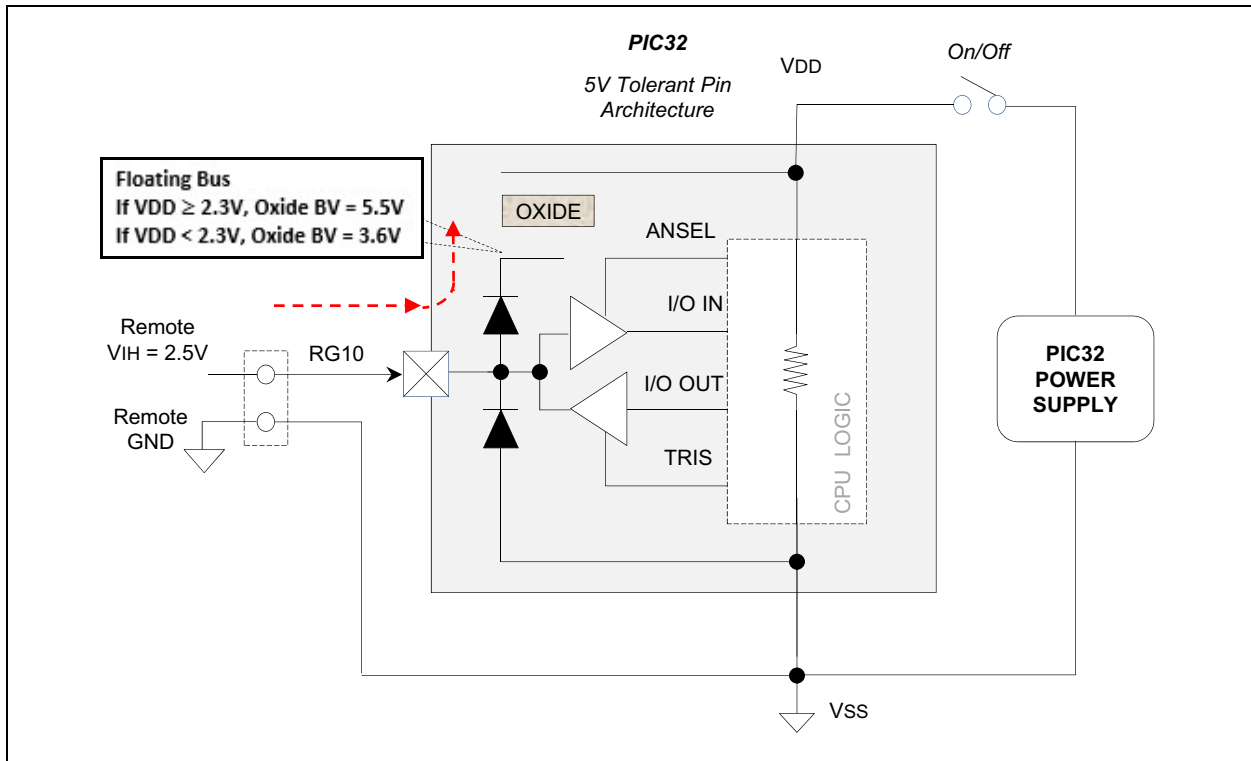 PIC32
5V Tolerant Pin
Architecture
VDD
On/Off
Floating Bus
If VDD ≥ 2.3V, Oxide BV = 5.5V
If VDD < 2.3V, Oxide BV = 3.6V
OXIDE
ANSEL
I/O IN
Remote
VIH = 2.5V
RG10
I/O OUT
Remote
GND
TRIS
CPU LOGIC
PIC32
POWER
SUPPLY
VSS